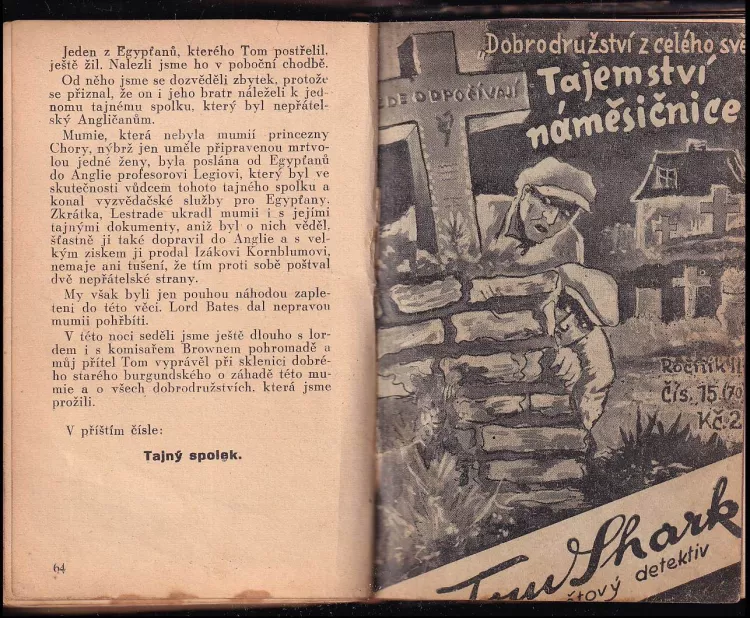 Jeden z Egypťanů, kterého Tom postřelil,
ještě žil. Nalezli jsme ho v poboční chodbě.
Od něho jsme se dozvěděli zbytek, protože
se přiznal, že on i jeho bratr náleželi k jed-
nomu tajnému spolku, který byl nepřátel-
ský Angličanům.
Mumie, která nebyla mumií princezny
Chory, nýbrž jen uměle připravenou mrtvo-
lou jedné ženy, byla poslána od Egypťanů
do Anglie profesorovi Legiovi, který byl ve
skutečnosti vůdcem tohoto tajného spolku a
konal vyzvědačské služby pro Egypťany.
Zkrátka, Lestrade ukradl mumii i s jejími
tajnými dokumenty, aniž byl o nich věděl,
šťastně ji také dopravil do Anglie a s vel-
kým ziskem ji prodal Izákovi Kornblumovi,
nemaje ani tušení, že tím proti sobě poštval
dvě nepřátelské strany.
My však byli jen pouhou náhodou zaple-
teni do této věci. Lord Bates dal nepravou
mumii pohřbíti.
V této noci seděli jsme ještě dlouho s lor-
dem i s komisařem Brownem pohromadě a
můj přítel Tom vyprávěl při sklenici dobré-
ho starého burgundského o záhadě této mu-
mie a o všech dobrodružstvích, která jsme
prožili.
V příštím čísle:
Tajný spolek.
64
„Dobrodružství z celého svě
Tajemství
náměsičnice
ZDE ODPOČÍVAJÍ
Ročník II
čís. 15 (70
Kč. 2
Tom Shark
ětový detektiv